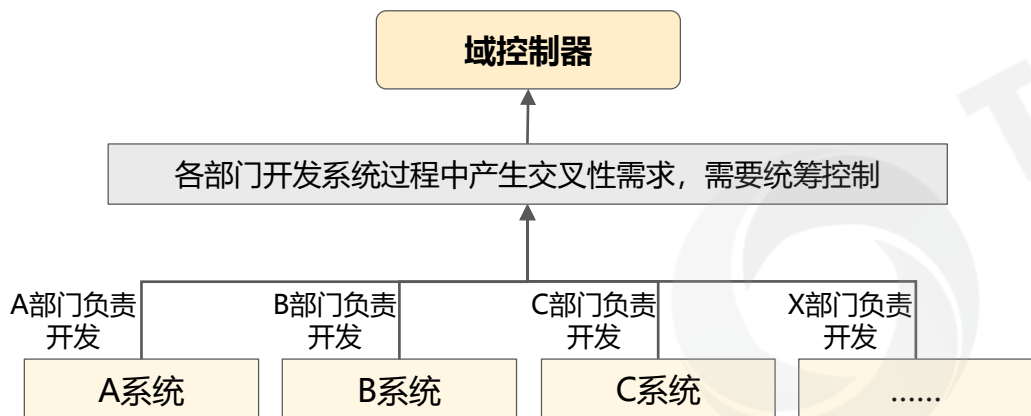 域控制器
各部门开发系统过程中产生交叉性需求，需要统筹控制
A部门负责
开发
B部门负责
开发
C部门负责
开发
X部门负责
开发
A系统
B系统
C系统
……